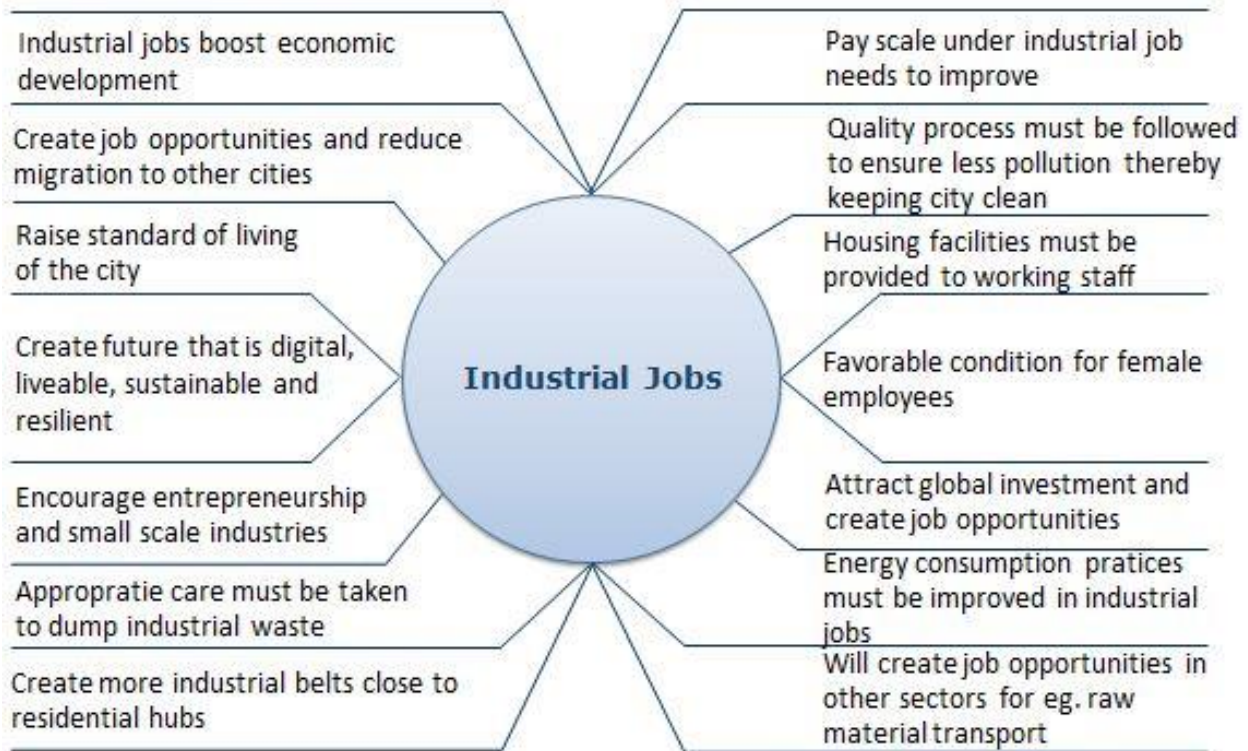 Industrial jobs boost economic
development
Create job opportunities and reduce
migration to other cities
Raise standard of living
of the city
Create future that is digital,
liveable, sustainable and
resilient
Encourage entrepreneurship
and small scale industries
Appropratie care must be taken
to dump industrial waste
Create more industrial belts close to
residential hubs
Industrial Jobs
Pay scale under industrial job
needs to improve
Quality process must be followed
to ensure less pollution thereby
keeping city clean
Housing facilities must be
provided to working staff
Favorable condition for female
employees
Attract global investment and
create job opportunities
Energy consumption pratices
must be improved in industrial
jobs
Will create job opportunities in
other sectors for eg. raw
material transport